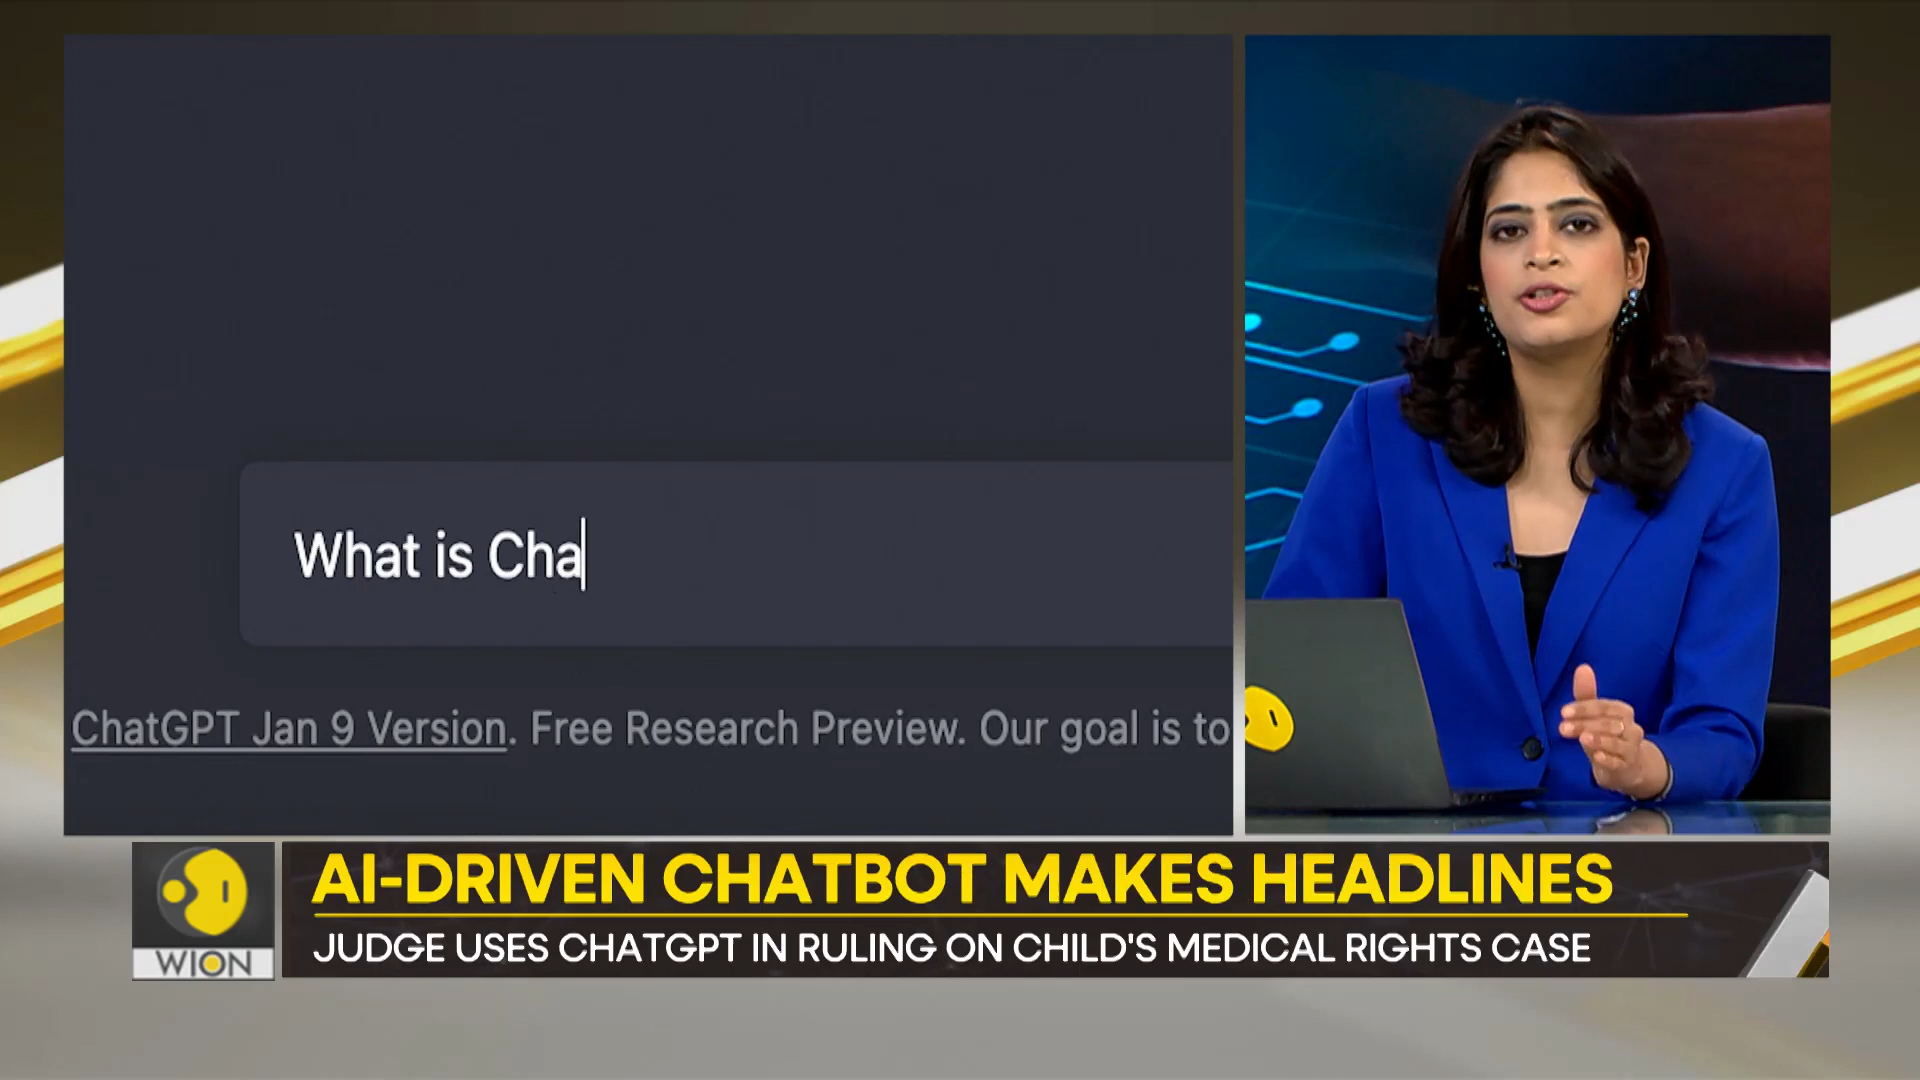 What is Cha
ChatGPT Jan 9 Version. Free Research Preview. Our goal is to
AI-DRIVEN CHATBOT MAKES HEADLINES
JUDGE USES CHATGPT IN RULING ON CHILD'S MEDICAL RIGHTS CASE
WION